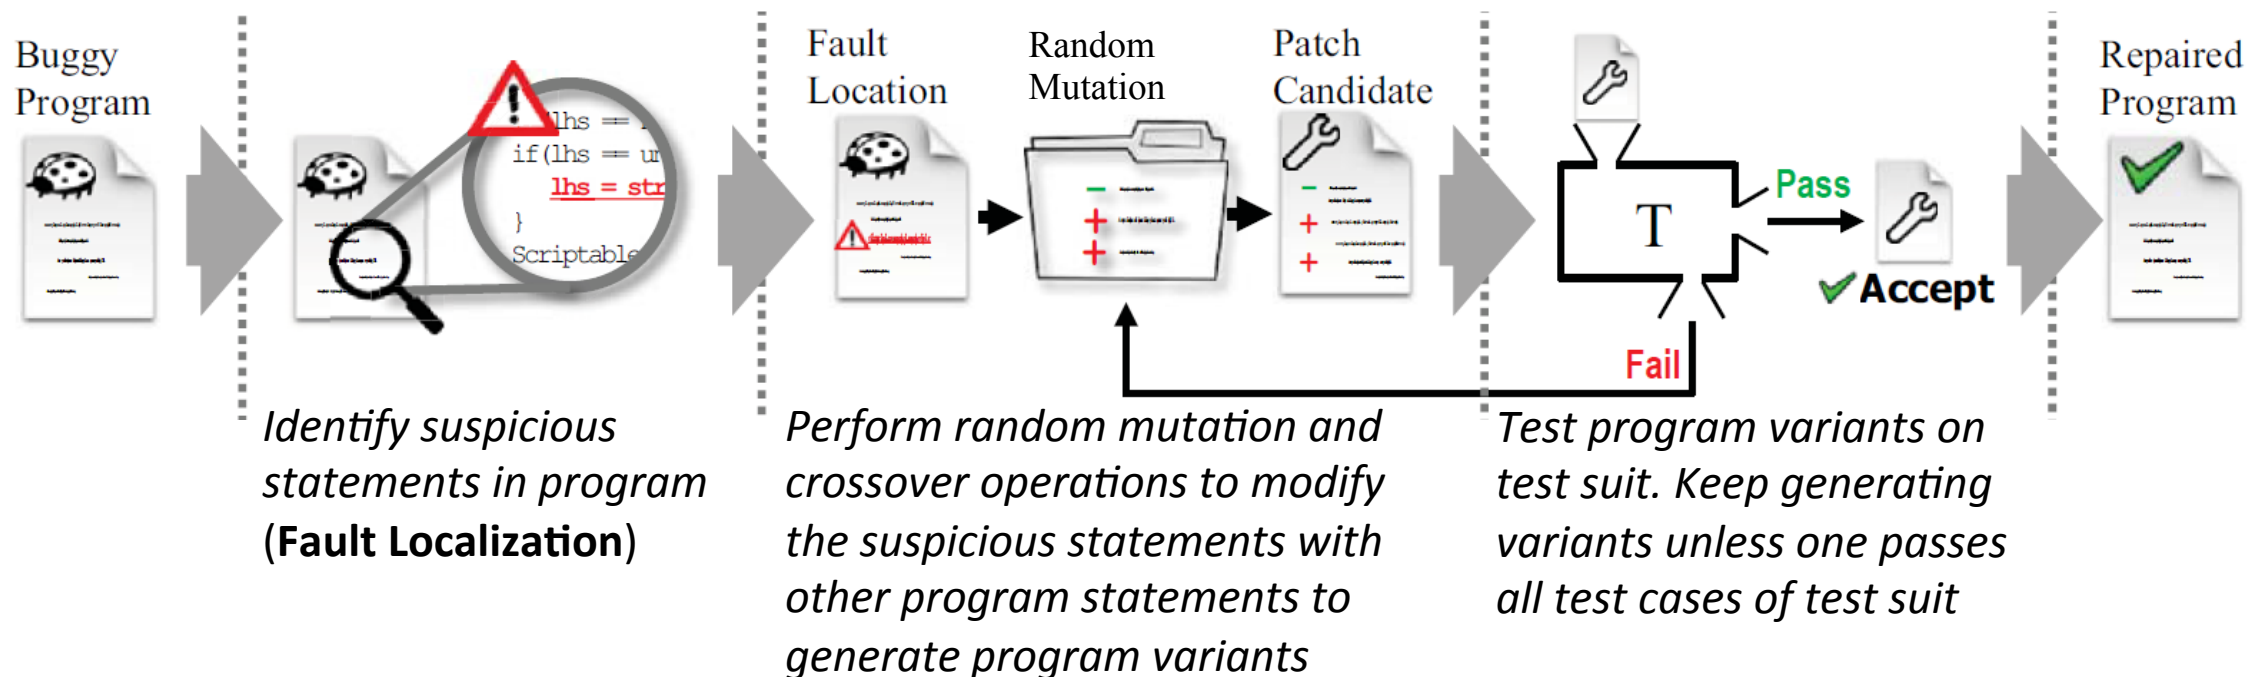 Buggy
Program
lhs ==
if(lhs == un
lhs = str
}
Scriptable
Identify suspicious
statements in program
(Fault Localization)
Fault
Location
Random
Mutation
Patch
Candidate
Perform random mutation and
crossover operations to modify
the suspicious statements with
other program statements to
generate program variants
T
Pass
Accept
Fail
Test program variants on
test suit. Keep generating
variants unless one passes
all test cases of test suit
Repaired
Program